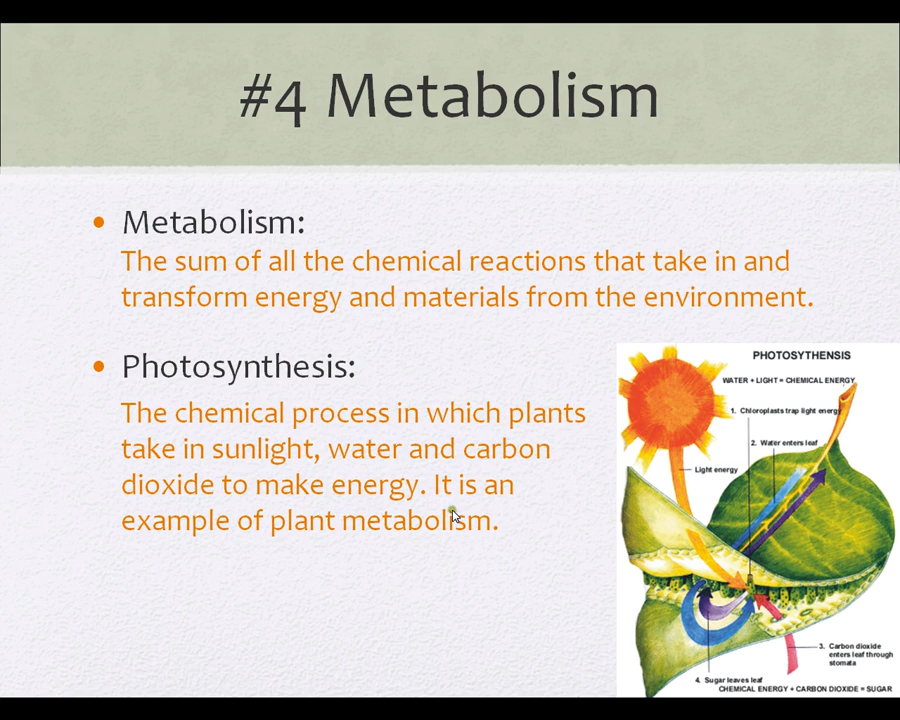 #4 Metabolism
• Metabolism:
The sum of all the chemical reactions that take in and
transform energy and materials from the environment.
• Photosynthesis:
The chemical process in which plants
take in sunlight, water and carbon
dioxide to make energy. It is an
example of plant metabolism.
PHOTOSYTHENSIS
WATER + LIGHT = CHEMICAL ENERGY
1. Chloroplasts trap light energy
2. Water enters leaf
Light energy
3. Carbon dioxide
enters leaf through
stomata
4. Sugar leaves leaf
CHEMICAL ENERGY + CARBON DIOXIDE = SUGAR